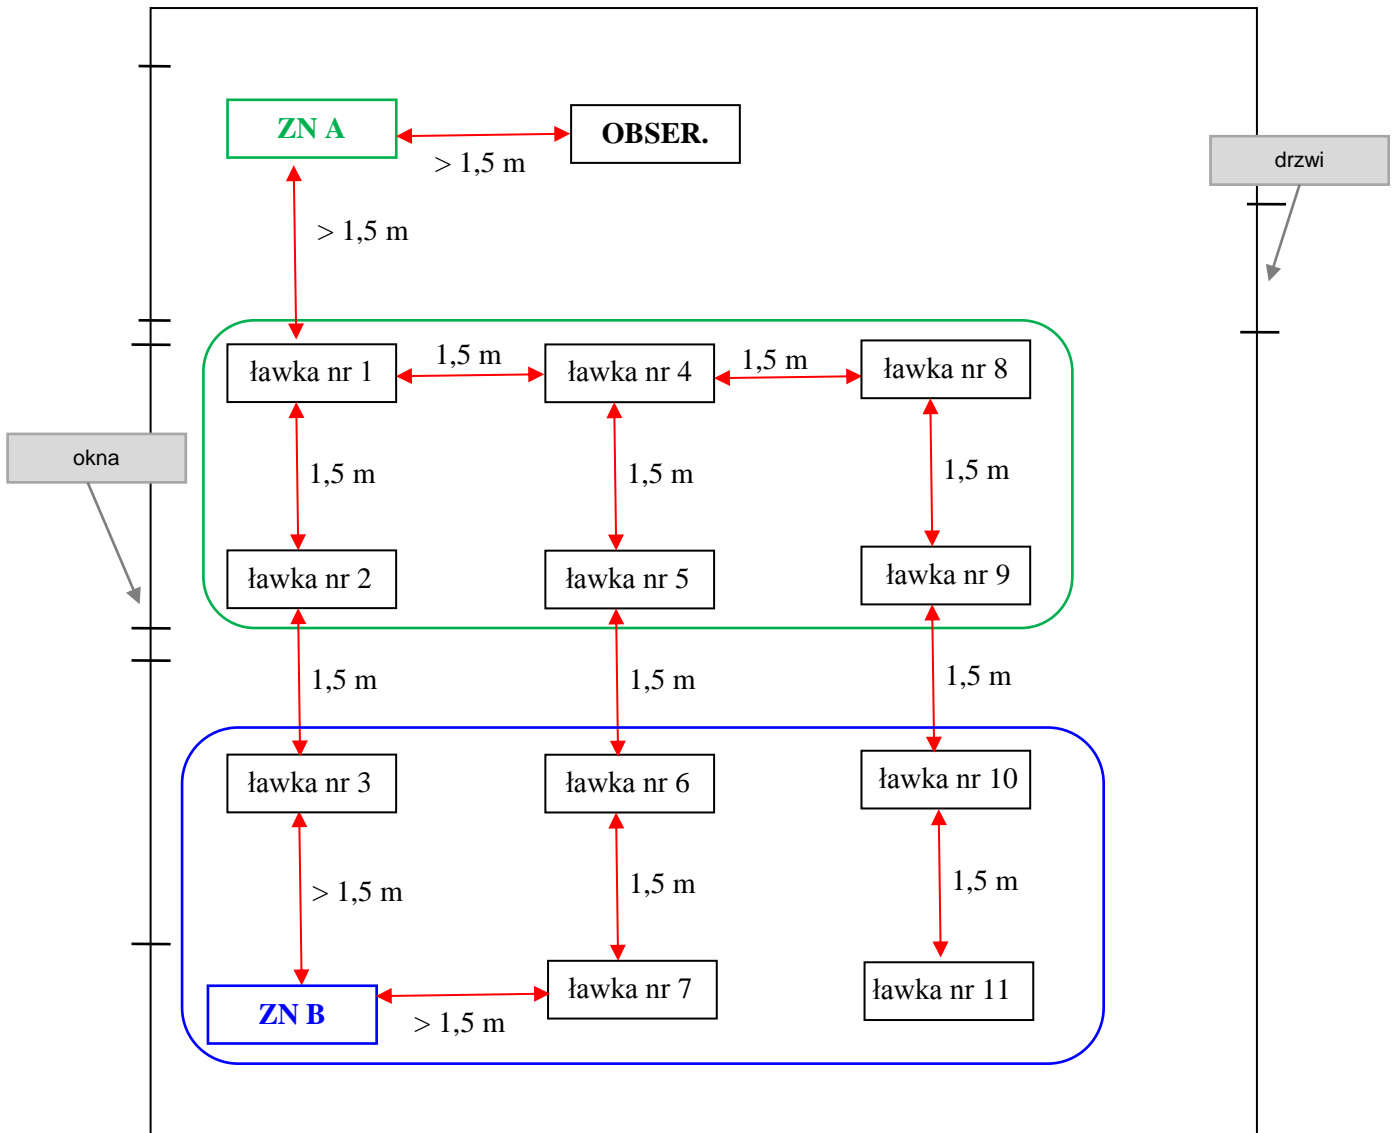 ZN A
OBSER.
> 1,5 m
drzwi
> 1,5 m
ławka nr 1
1,5 m
ławka nr 4
1,5 m
ławka nr 8
okna
1,5 m
1,5 m
1,5 m
ławka nr 2
ławka nr 5
ławka nr 9
1,5 m
1,5 m
1,5 m
ławka nr 3
ławka nr 6
ławka nr 10
> 1,5 m
1,5 m
1,5 m
ZN B
> 1,5 m
ławka nr 7
ławka nr 11